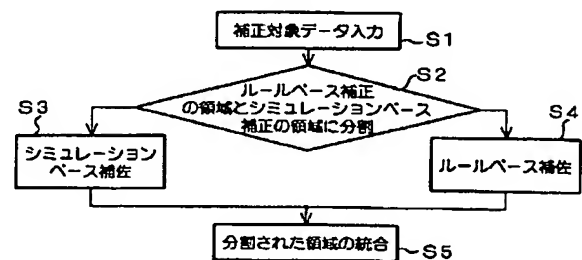 補正対象データ入力
S1
S2
ルールベース補正
の領域とシミュレーションベース
補正の領域に分割
S3
シミュレーション
ベース補佐
S4
ルールベース補佐
分割された領域の統合
S5